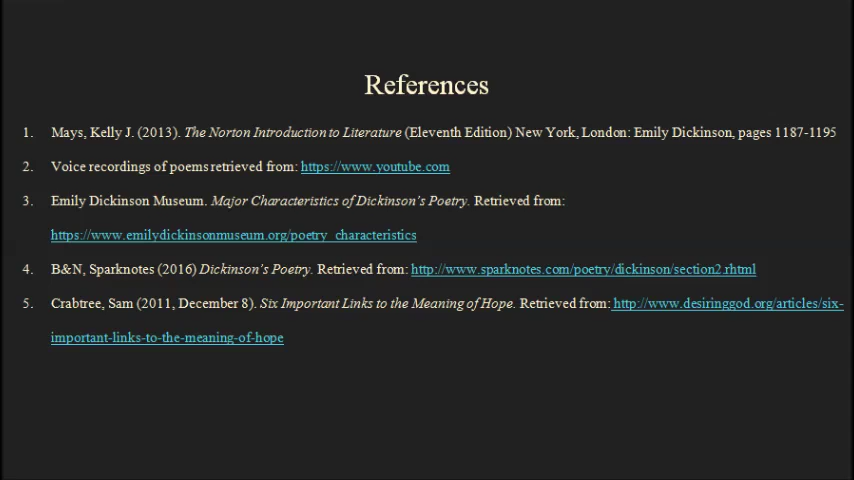 References
1. Mays, Kelly J. (2013). The Norton Introduction to Literature (Eleventh Edition) New York, London: Emily Dickinson, pages 1187-1195
2. Voice recordings of poems retrieved from: https://www.youtube.com
3. Emily Dickinson Museum. Major Characteristics of Dickinson's Poetry. Retrieved from:
https://www.emilydickinsonmuseum.org/poetry_characteristics
4. B&N, Sparknotes (2016) Dickinson's Poetry. Retrieved from: http://www.sparknotes.com/poetry/dickinson/section2.rhtml
5. Crabtree, Sam (2011, December 8). Six Important Links to the Meaning of Hope. Retrieved from: http://www.desiringgod.org/articles/six-
important-links-to-the-meaning-of-hope